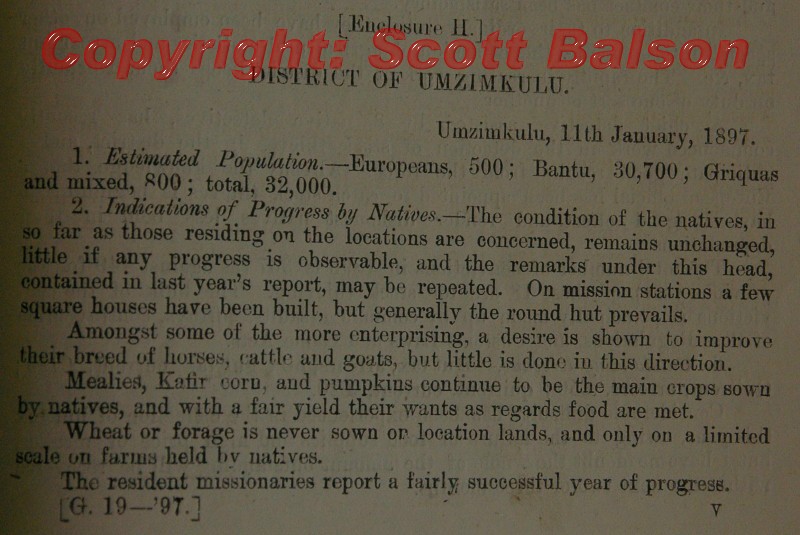 [Enclosure II.]
Copyright: Scott Balson
DISTRICT OF UMZIMKULU.
Umzimkulu, 11th January, 1897.
1. Estimated Population.—Europeans, 500; Bantu, 30,700; Griquas
and mixed, 800; total, 32,000.
2. Indications of Progress by Natives.—The condition of the natives, in
so far as those residing on the locations are concerned, remains unchanged,
little if any progress is observable, and the remarks under this head,
contained in last year's report, may be repeated. On mission stations a few
square houses have been built, but generally the round hut prevails.
Amongst some of the more enterprising, a desire is shown to improve
their breed of horses, cattle and goats, but little is done in this direction.
Mealies, Kafir corn, and pumpkins continue to be the main crops sown
by natives, and with a fair yield their wants as regards food are met.
Wheat or forage is never sown on location lands, and only on a limited
scale on farms held by natives.
The resident missionaries report a fairly successful year of progress.
[G. 19—'97.] V